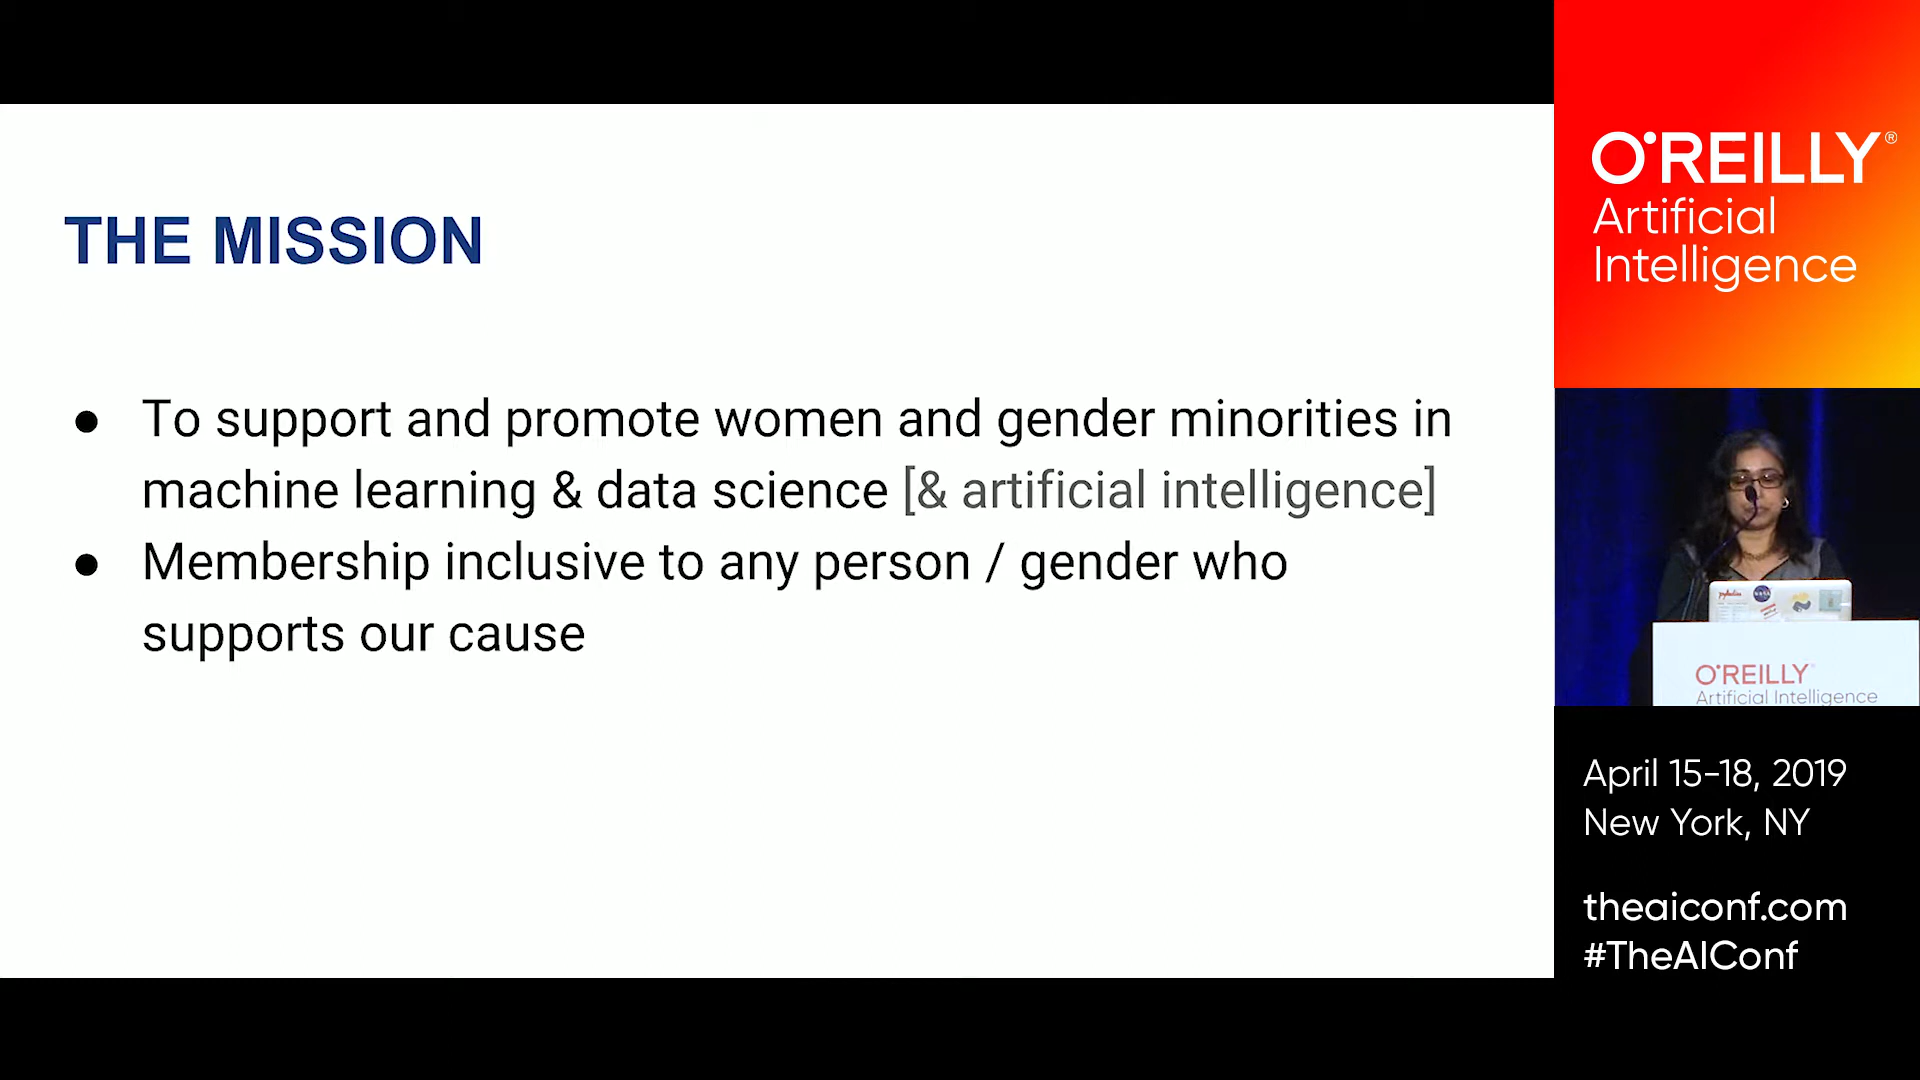 THE MISSION
● To support and promote women and gender minorities in
machine learning & data science [& artificial intelligence]
● Membership inclusive to any person / gender who
supports our cause
O'REILLY®
Artificial
Intelligence
NASA
O'REILLY
Artificial Intelligence
April 15-18, 2019
New York, NY
theaiconf.com
#TheAIConf